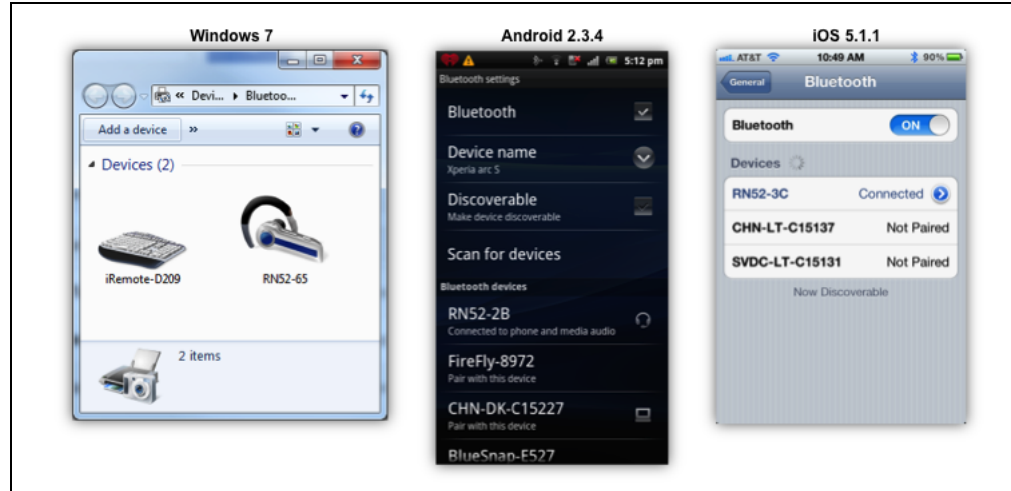 Windows 7
« Devi... Bluetoo...
Add a device »
Devices (2)
iRemote-D209
RN52-65
2 items
Android 2.3.4
5:12 pm
Bluetooth settings
Bluetooth
Device name
Xperia arc S
Discoverable
Make device discoverable
Scan for devices
Bluetooth devices
RN52-2B
Connected to phone and media audio
FireFly-8972
Pair with this device
CHN-DK-C15227
Pair with this device
BlueSnap-E527
iOS 5.1.1
AT&T 10:49 AM 90%
General Bluetooth
Bluetooth ON
Devices
RN52-3C Connected
CHN-LT-C15137 Not Paired
SVDC-LT-C15131 Not Paired
Now Discoverable